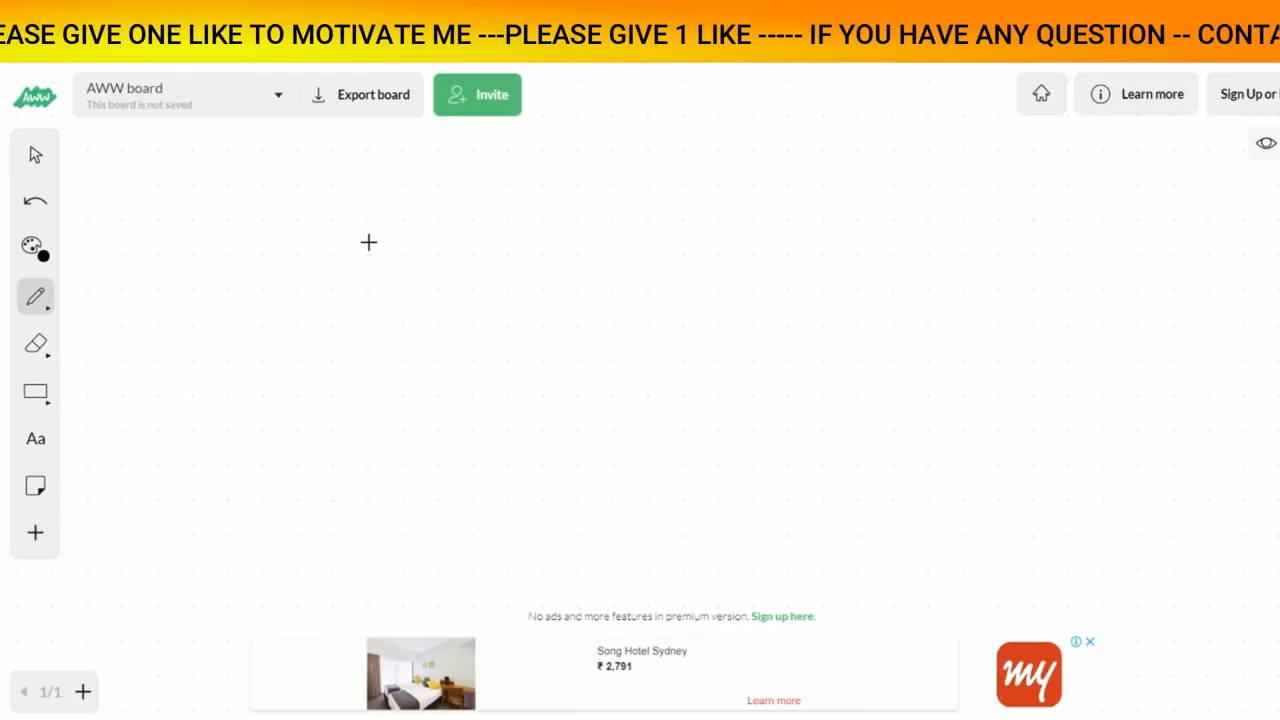 EASE GIVE ONE LIKE TO MOTIVATE ME ---PLEASE GIVE 1 LIKE ----- IF YOU HAVE ANY QUESTION -- CONTA
AWW
AWW board
This board is not saved
Export board
Invite
Learn more
Sign Up or
Aa
No ads and more features in premium version. Sign up here.
Song Hotel Sydney
₹ 2,791
Learn more
my
1/1